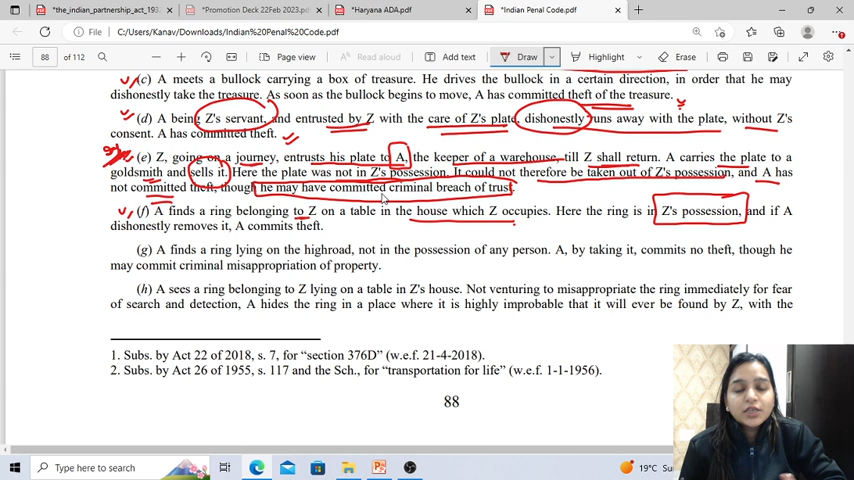 *the_indian_partnership_act_193
*Promotion Deck 22Feb 2023.pdf
*Haryana ADA.pdf
*Indian Penal Code.pdf
File C:/Users/Kanav/Downloads/Indian%20Penal%20Code.pdf
88 of 112 Page view Read aloud Add text Draw Highlight Erase
(c) A meets a bullock carrying a box of treasure. He drives the bullock in a certain direction, in order that he may
dishonestly take the treasure. As soon as the bullock begins to move, A has committed theft of the treasure.
(d) A being Z's servant, and entrusted by Z with the care of Z's plate, dishonestly runs away with the plate, without Z's
consent. A has committed theft.
(e) Z, going on a journey, entrusts his plate to A, the keeper of a warehouse, till Z shall return. A carries the plate to a
goldsmith and sells it. Here the plate was not in Z's possession. It could not therefore be taken out of Z's possession, and A has
not committed theft, though he may have committed criminal breach of trust.
(f) A finds a ring belonging to Z on a table in the house which Z occupies. Here the ring is in Z's possession, and if A
dishonestly removes it, A commits theft.
(g) A finds a ring lying on the highroad, not in the possession of any person. A, by taking it, commits no theft, though he
may commit criminal misappropriation of property.
(h) A sees a ring belonging to Z lying on a table in Z's house. Not venturing to misappropriate the ring immediately for fear
of search and detection, A hides the ring in a place where it is highly improbable that it will ever be found by Z, with the
1. Subs. by Act 22 of 2018, s. 7, for “section 376D” (w.e.f. 21-4-2018).
2. Subs. by Act 26 of 1955, s. 117 and the Sch., for “transportation for life” (w.e.f. 1-1-1956).
88
Type here to search
19° Su